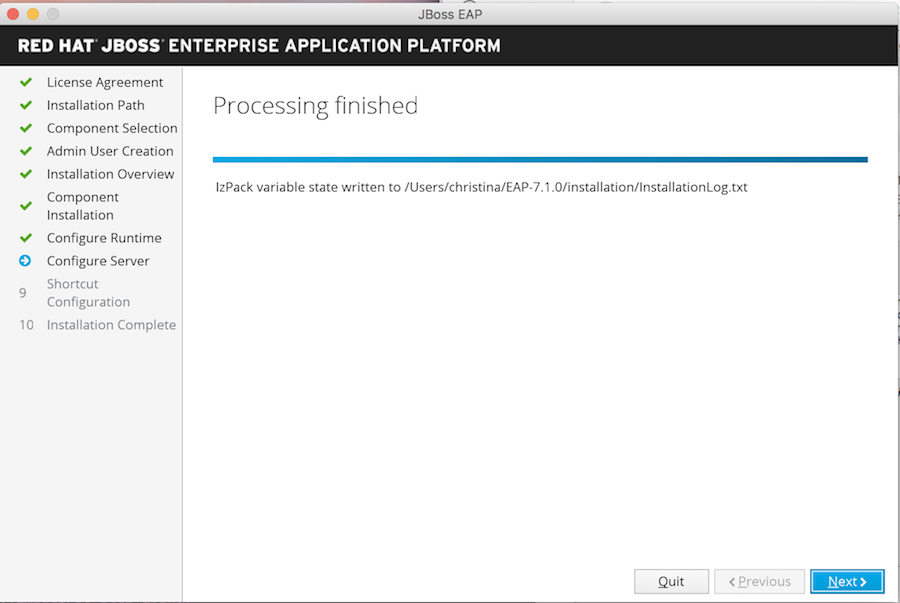 JBoss EAP
RED HAT® JBOSS® ENTERPRISE APPLICATION PLATFORM
License Agreement
Installation Path
Component Selection
Admin User Creation
Installation Overview
Component
Installation
Configure Runtime
Configure Server
9 Shortcut
Configuration
10 Installation Complete
Processing finished
IzPack variable state written to /Users/christina/EAP-7.1.0/installation/InstallationLog.txt
Quit
Previous
Next